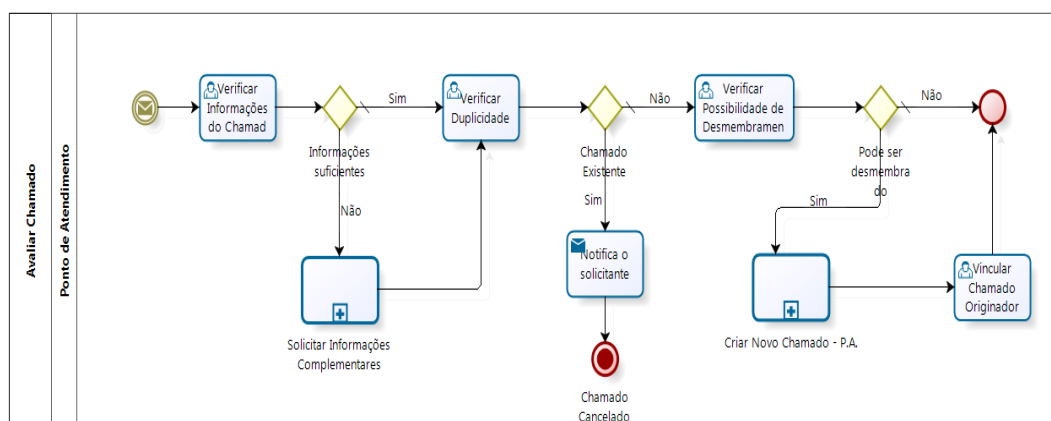 Avaliar Chamado
Ponto de Atendimento
Verificar
Informações
do Chamad
Informações
suficientes
Sim
Não
Solicitar Informações
Complementares
Verificar
Duplicidade
Chamado
Existente
Não
Sim
Notifica o
solicitante
Chamado
Cancelado
Verificar
Possibilidade de
Desmembramen
Pode ser
desmembra
do
Não
Sim
Criar Novo Chamado - P.A.
Vincular
Chamado
Originador